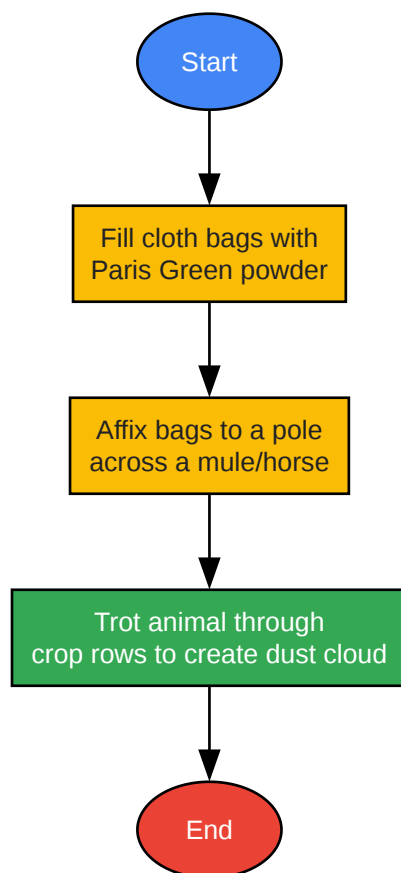 Start
Fill cloth bags with
Paris Green powder
Affix bags to a pole
across a mule/horse
Trot animal through
crop rows to create dust cloud
End